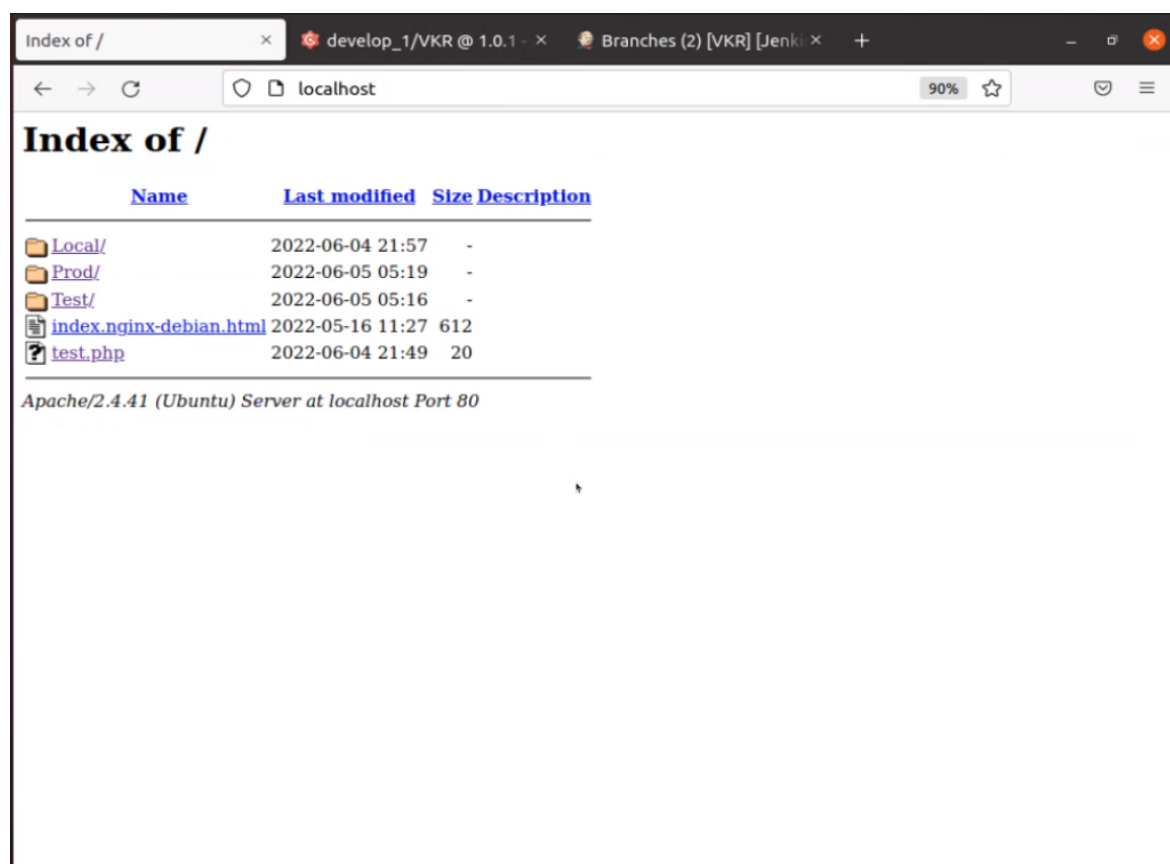 Index of / develop_1/VKR @ 1.0.1 - Branches (2) [VKR] [Jenki
localhost 90%
Index of /
Name Last modified Size Description
Local/ 2022-06-04 21:57 -
Prod/ 2022-06-05 05:19 -
Test/ 2022-06-05 05:16 -
index.nginx-debian.html 2022-05-16 11:27 612
test.php 2022-06-04 21:49 20
Apache/2.4.41 (Ubuntu) Server at localhost Port 80